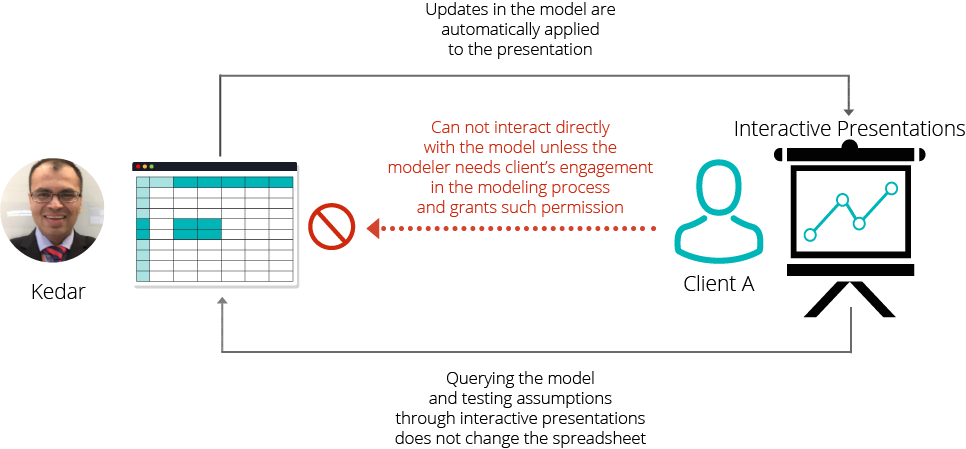 Updates in the model are
automatically applied
to the presentation
Can not interact directly
with the model unless the
modeler needs client’s engagement
in the modeling process
and grants such permission
Interactive Presentations
Kedar
Client A
Querying the model
and testing assumptions
through interactive presentations
does not change the spreadsheet